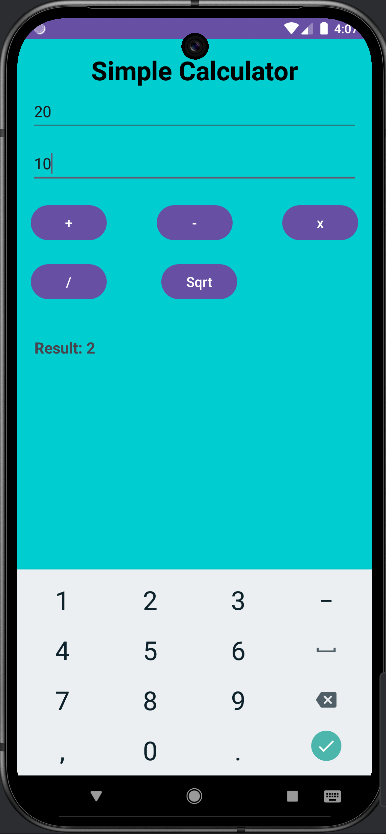 4:07
Simple Calculator
20
10
+ - x
/ Sqrt
Result: 2
1 2 3 −
4 5 6
7 8 9
, 0 .